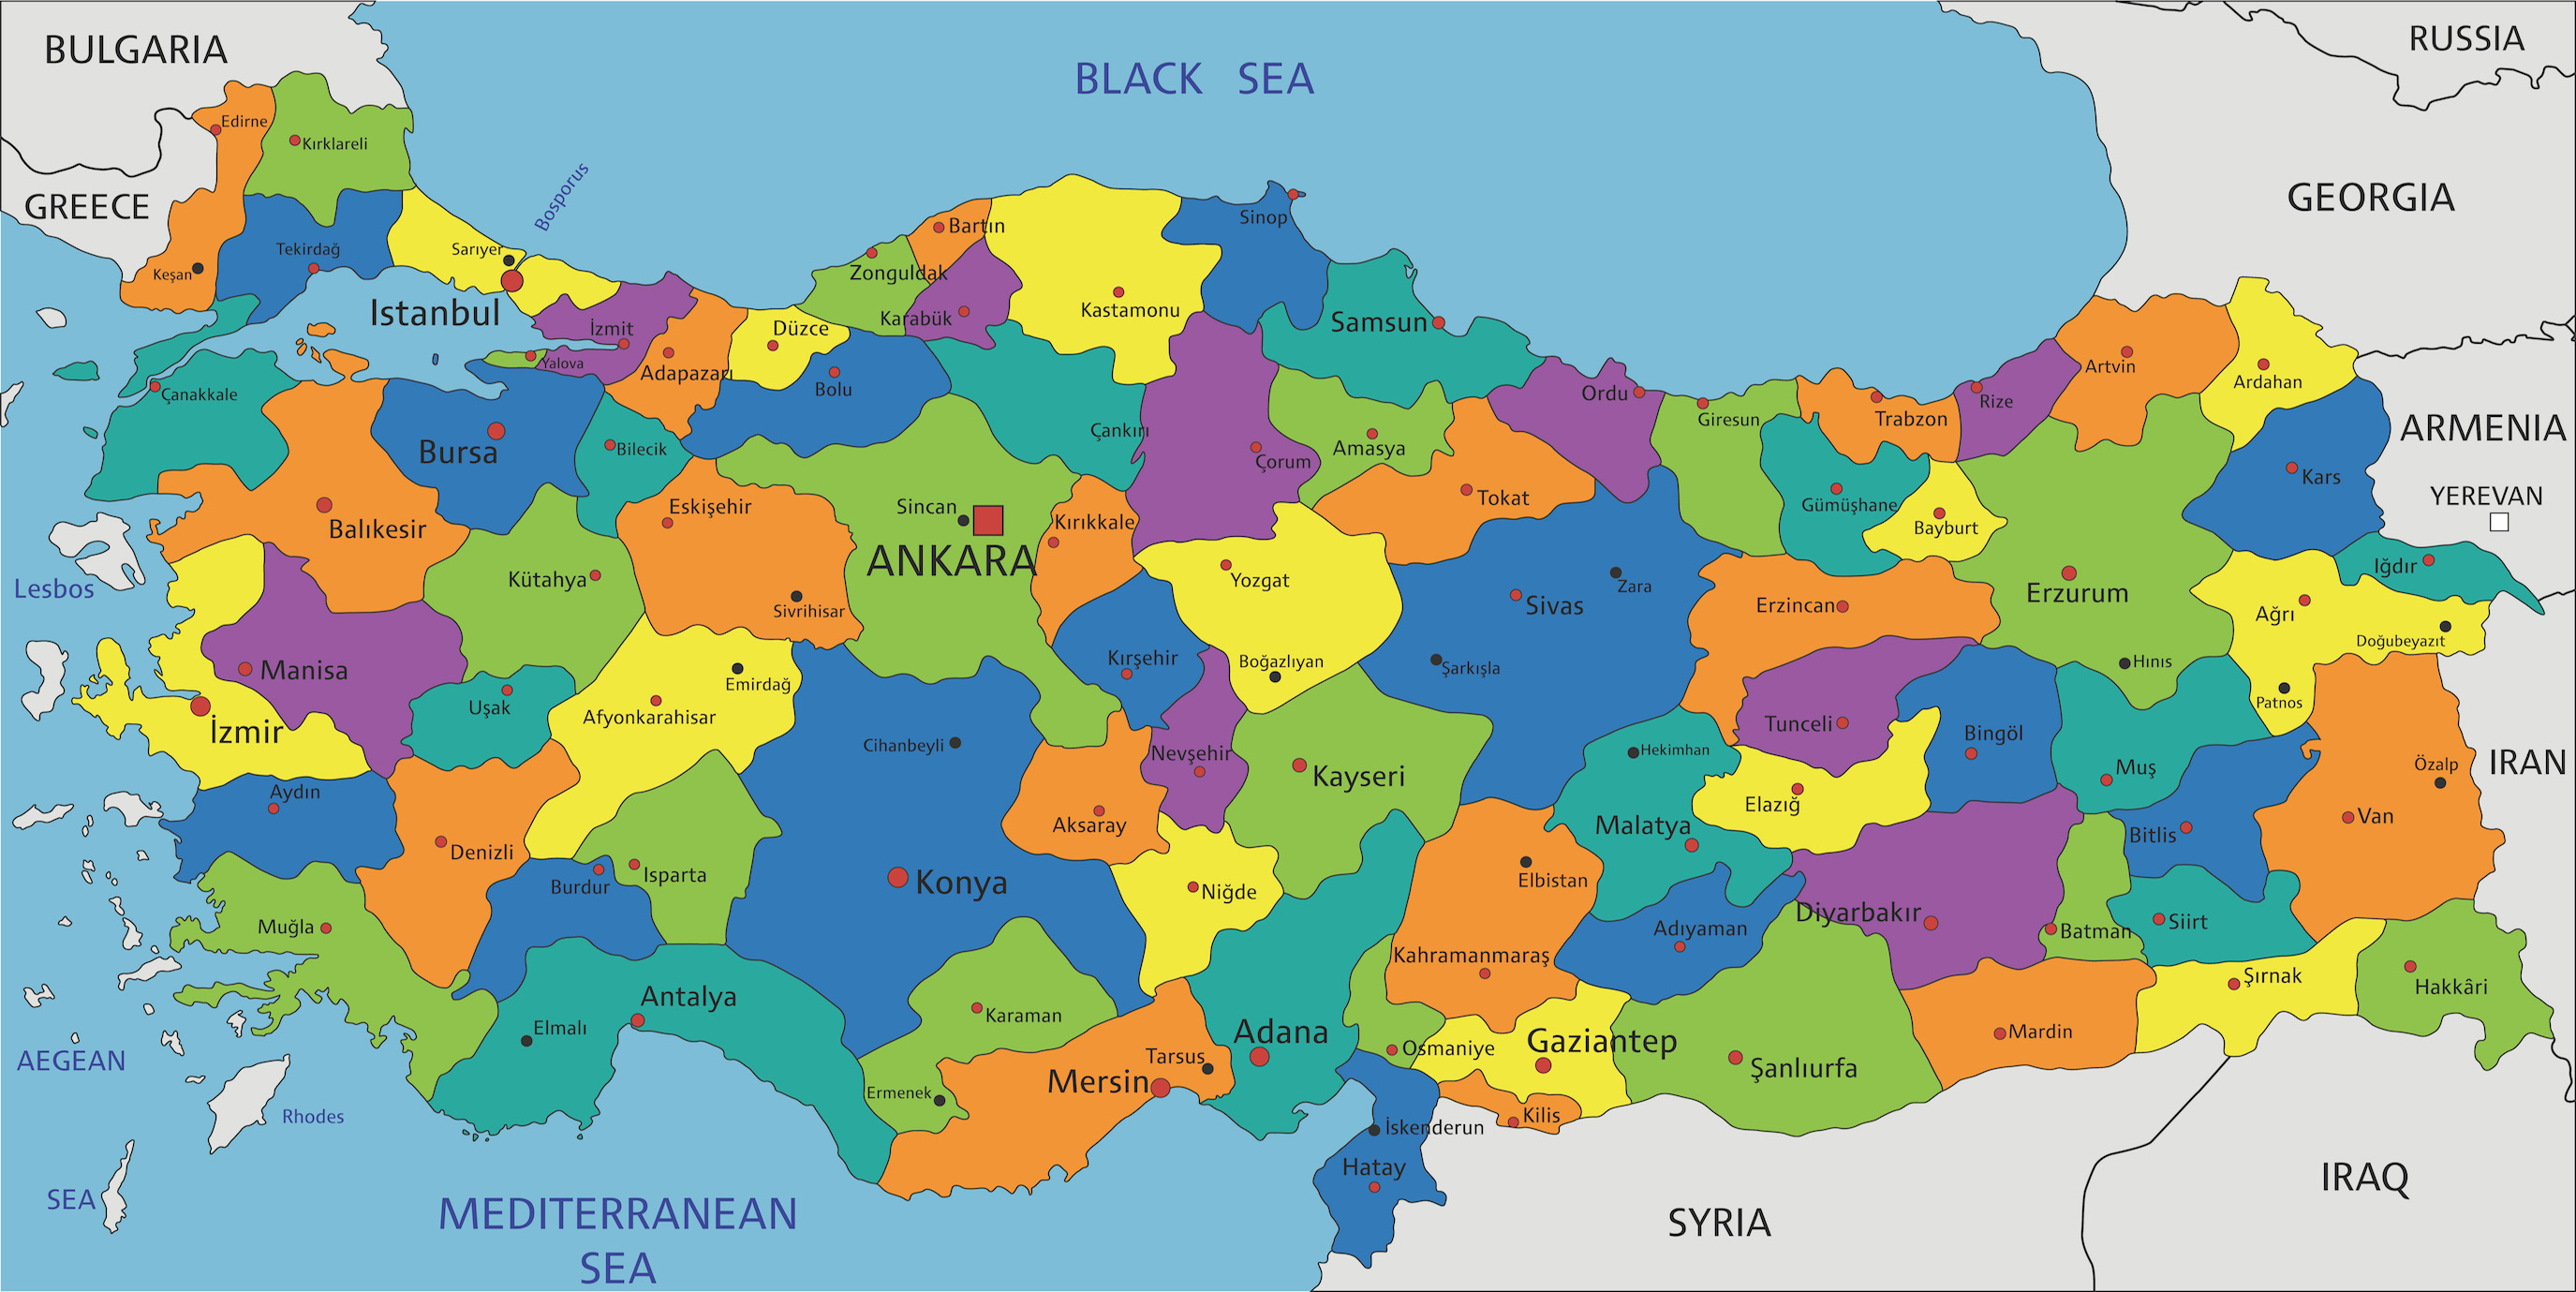 BULGARIA
RUSSIA
BLACK SEA
Edirne
Kırklareli
GREECE
GEORGIA
Bosporus
Sinop
Bartın
Tekirdağ
Sarıyer
Keşan
Zonguldak
Istanbul
Kastamonu
Karabük
Samsun
İzmit
Düzce
Yalova
Adapazarı
Bolu
Artvin
Ardahan
Çanakkale
Ordu
Rize
Giresun
Trabzon
ARMENIA
Çankırı
Bursa
Bilecik
Amasya
Çorum
Kars
YEREVAN
Eskişehir
Sincan
Tokat
Gümüşhane
Kırıkkale
Balıkesir
Bayburt
ANKARA
Iğdır
Lesbos
Kütahya
Yozgat
Zara
Sivas
Erzincan
Erzurum
Sivrihisar
Ağrı
Doğubeyazıt
Manisa
Kırşehir
Boğazlıyan
Şarkışla
Hınıs
Emirdağ
Uşak
Afyonkarahisar
Patnos
İzmir
Tunceli
Bingöl
Cihanbeyli
Nevşehir
Hekimhan
IRAN
Kayseri
Muş
Özalp
Aydın
Elazığ
Aksaray
Malatya
Van
Bitlis
Denizli
Isparta
Burdur
Konya
Niğde
Elbistan
Diyarbakır
Siirt
Muğla
Adıyaman
Batman
Kahramanmaraş
Şırnak
Hakkâri
Antalya
Karaman
Elmalı
Adana
Mardin
Osmaniye
Gaziantep
AEGEAN
Tarsus
Mersin
Şanlıurfa
Ermenek
Rhodes
Kilis
İskenderun
Hatay
IRAQ
SEA
MEDITERRANEAN
SEA
SYRIA